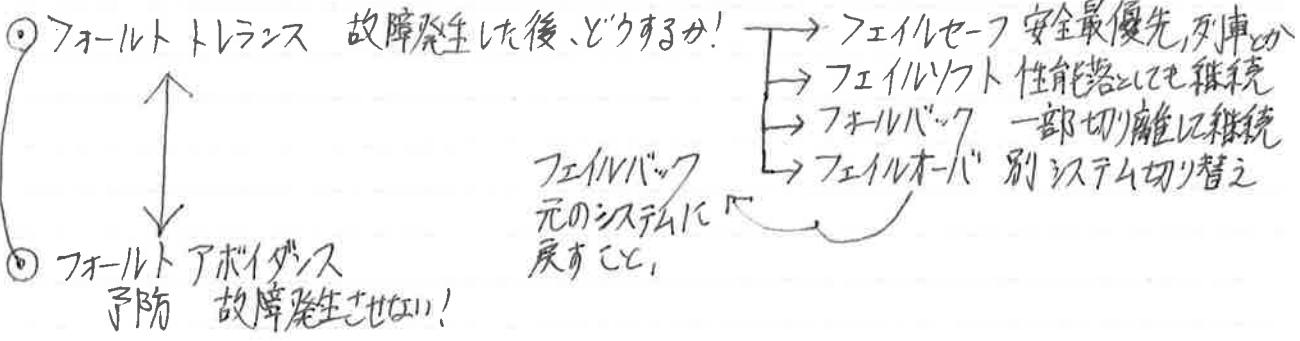 フォールト トレランス 故障発生した後、どうするか!
フェイルセーフ 安全最優先,列車とか
フェイルソフト 性能落としても継続
フォールバック 一部切り離して継続
フェイルオーバ 別システム切り替え
フェイルバック
元のシステムに
戻すこと,
フォールト アボイダンス
予防 故障発生させない!